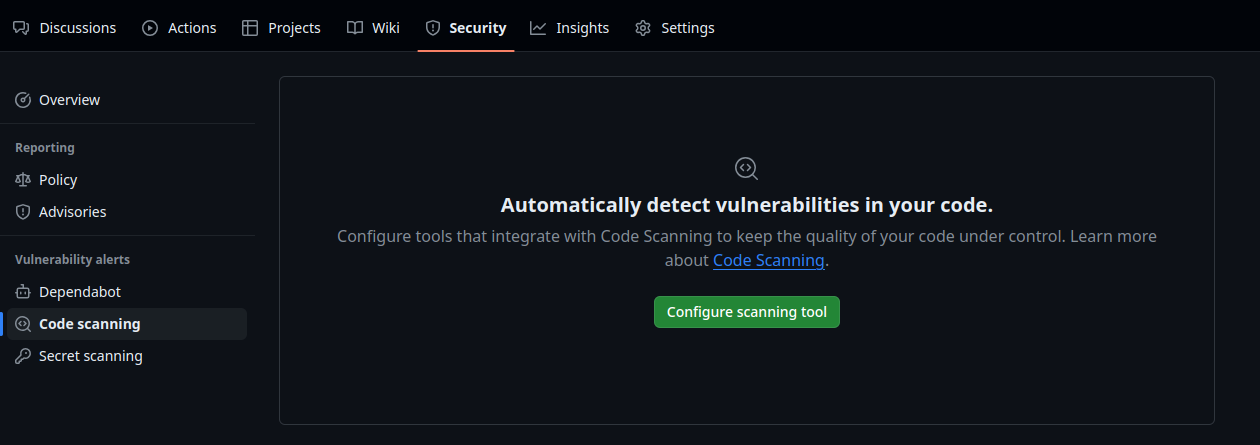 Discussions Actions Projects Wiki Security Insights Settings
Overview
Reporting
Policy
Advisories
Vulnerability alerts
Dependabot
Code scanning
Secret scanning
Automatically detect vulnerabilities in your code.
Configure tools that integrate with Code Scanning to keep the quality of your code under control. Learn more
about Code Scanning.
Configure scanning tool